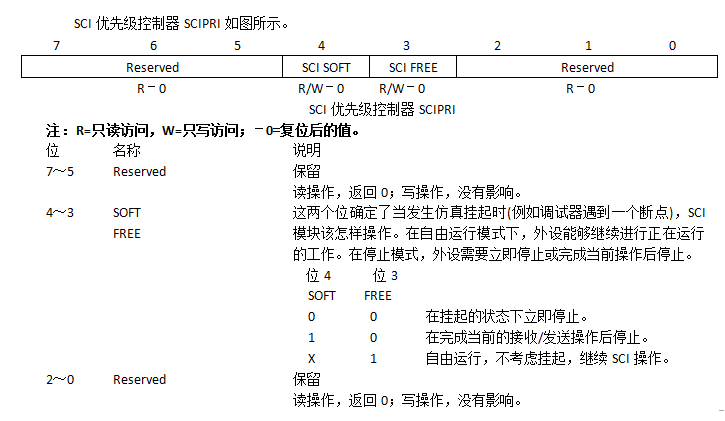 SCI 优先级控制器 SCIPRI 如图所示。
7 6 5 4 3 2 1 0
Reserved SCI SOFT SCI FREE Reserved
R－0 R/W－0 R/W－0 R－0
SCI 优先级控制器 SCIPRI
注：R=只读访问，W=只写访问；－0=复位后的值。
位 名称 说明
7～5 Reserved 保留
读操作，返回 0；写操作，没有影响。
4～3 SOFT 这两个位确定了当发生仿真挂起时(例如调试器遇到一个断点)，SCI
FREE 模块该怎样操作。在自由运行模式下，外设能够继续进行正在运行
的工作。在停止模式，外设需要立即停止或完成当前操作后停止。
位 4 位 3
SOFT FREE
0 0 在挂起的状态下立即停止。
1 0 在完成当前的接收/发送操作后停止。
X 1 自由运行，不考虑挂起，继续 SCI 操作。
2～0 Reserved 保留
读操作，返回 0；写操作，没有影响。